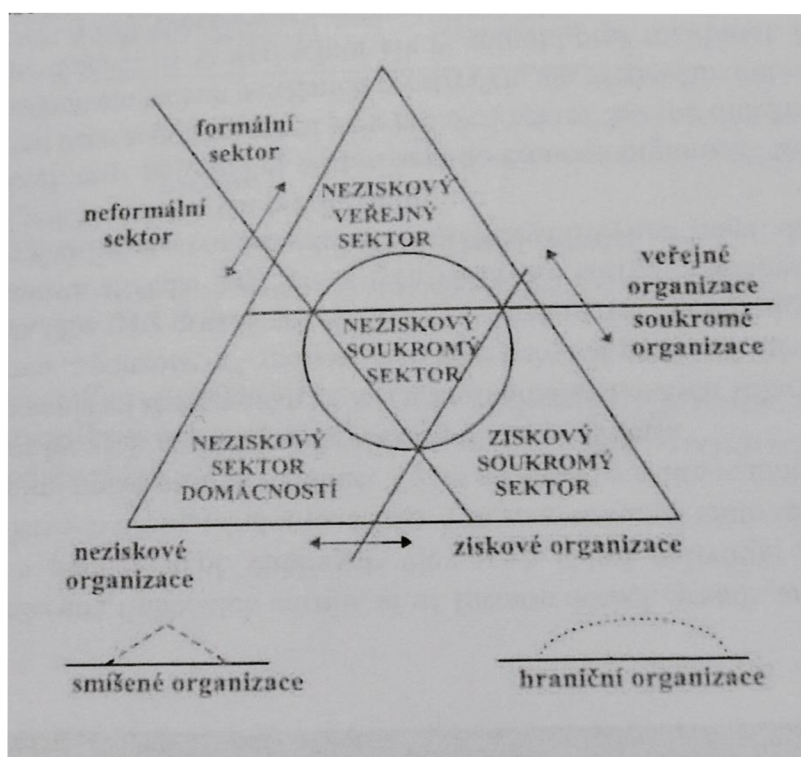 formální
sektor
neformální
sektor
NEZISKOVÝ
VEŘEJNÝ
SEKTOR
veřejné
organizace
soukromé
organizace
NEZISKOVÝ
SOUKROMÝ
SEKTOR
NEZISKOVÝ
SEKTOR
DOMÁCNOSTÍ
ZISKOVÝ
SOUKROMÝ
SEKTOR
neziskové
organizace
ziskové organizace
smíšené organizace
hraniční organizace